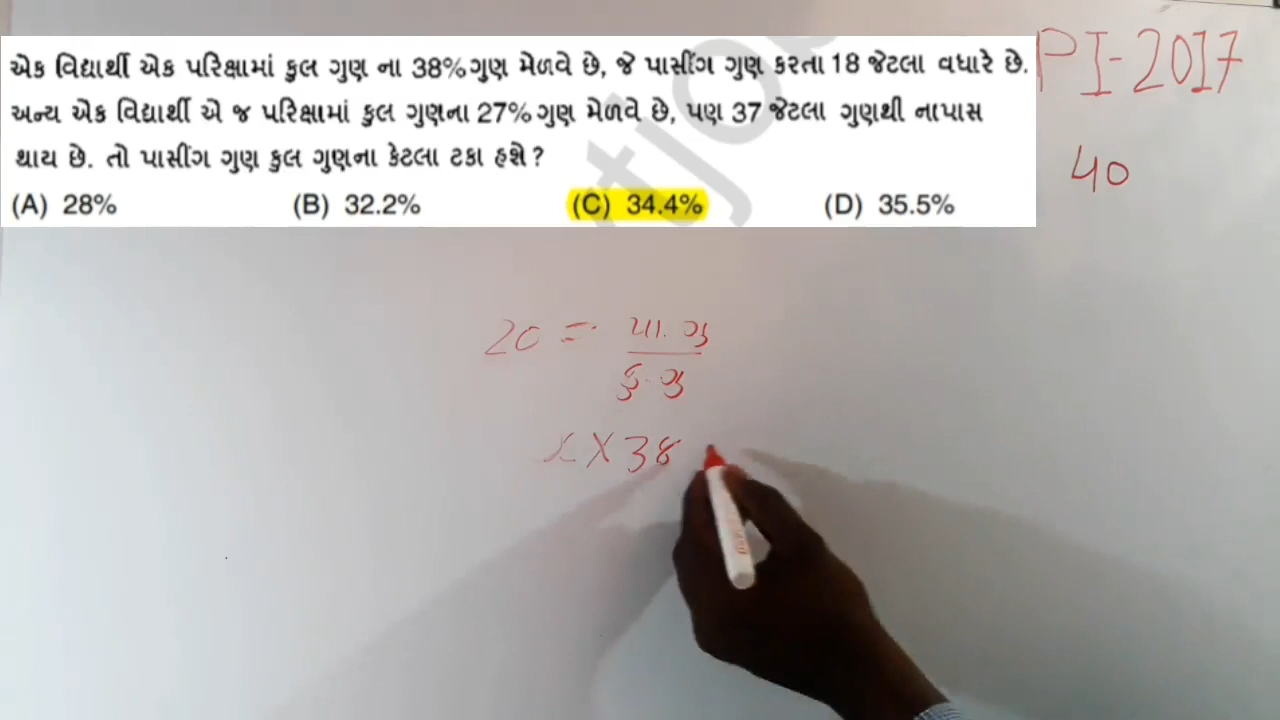 એક વિદ્યાર્થી એક પરિક્ષામાં કુલ ગુણ ના 38% ગુણ મેળવે છે, જે પાસીંગ ગુણ કરતા 18 જેટલા વધારે છે.
અન્ય એક વિદ્યાર્થી એ જ પરિક્ષામાં કુલ ગુણના 27% ગુણ મેળવે છે, પણ 37 જેટલા ગુણથી નાપાસ
થાય છે. તો પાસીંગ ગુણ કુલ ગુણના કેટલા ટકા હશે ?
(A) 28% (B) 32.2% (C) 34.4% (D) 35.5%
PI-2017
40
પા. ગુ
કુ. ગુ
X 38